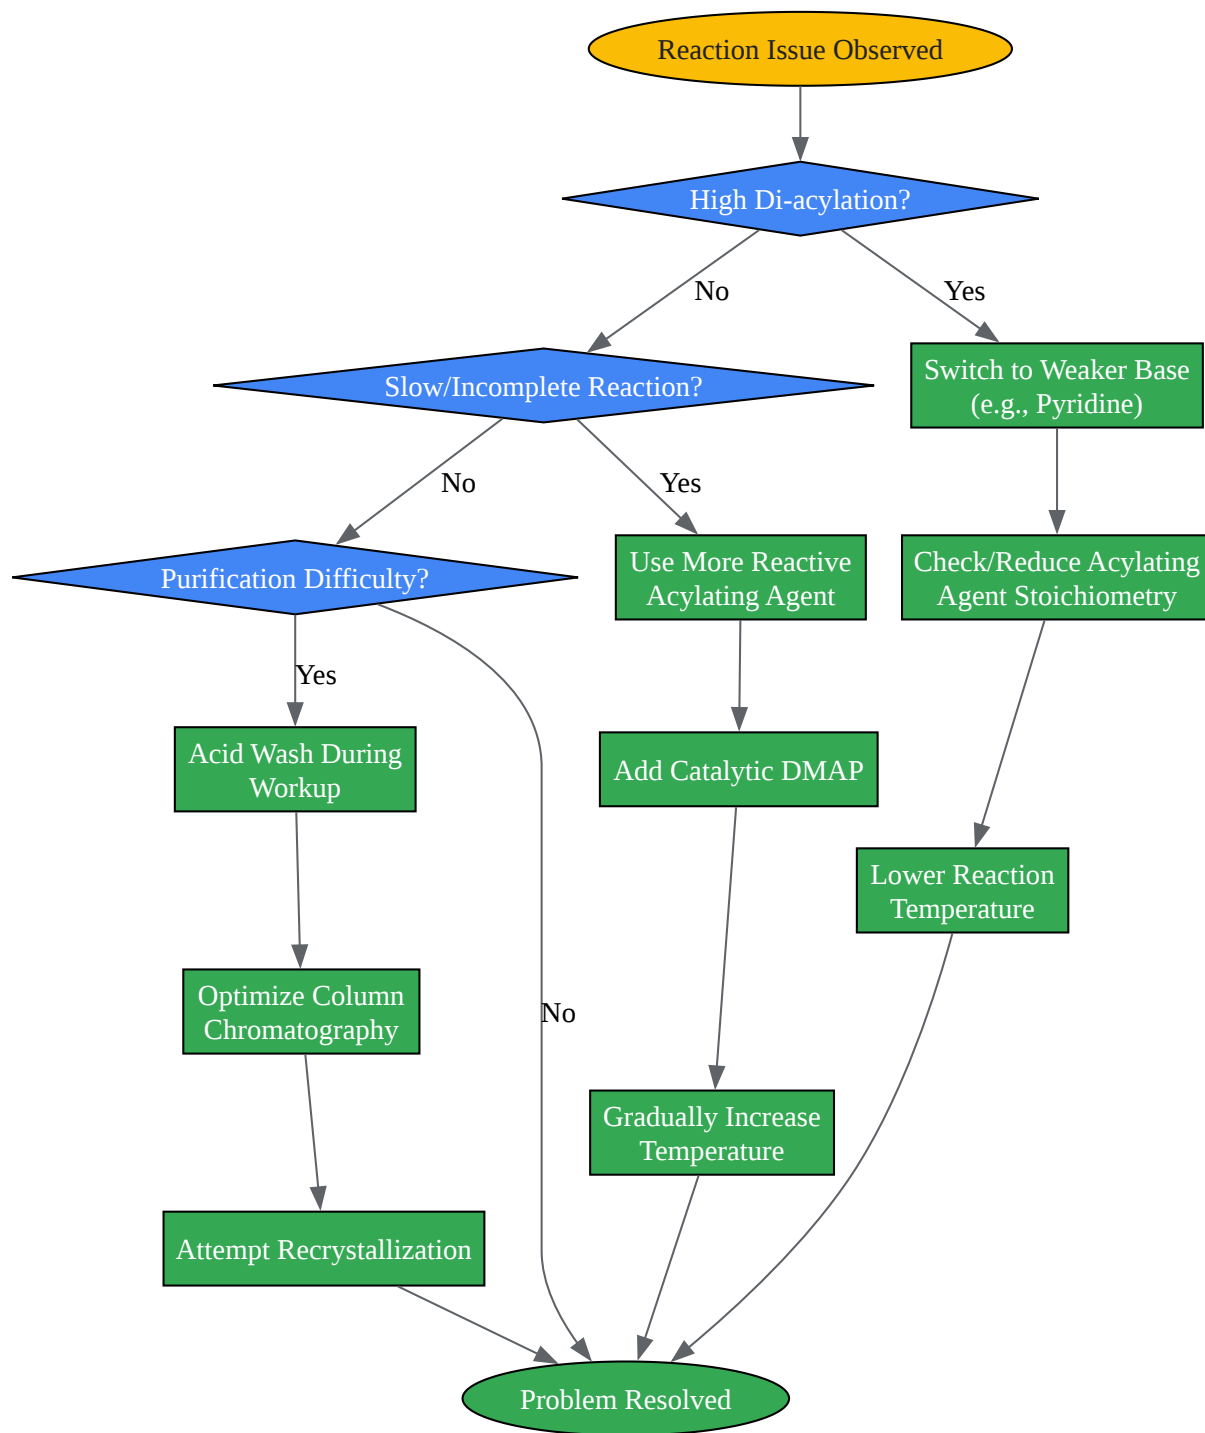 Reaction Issue Observed
High Di-acylation?
No
Yes
Slow/Incomplete Reaction?
Switch to Weaker Base
(e.g., Pyridine)
No
Yes
Purification Difficulty?
Use More Reactive
Acylating Agent
Check/Reduce Acylating
Agent Stoichiometry
Yes
Acid Wash During
Workup
Add Catalytic DMAP
Lower Reaction
Temperature
Optimize Column
Chromatography
No
Gradually Increase
Temperature
Attempt Recrystallization
Problem Resolved